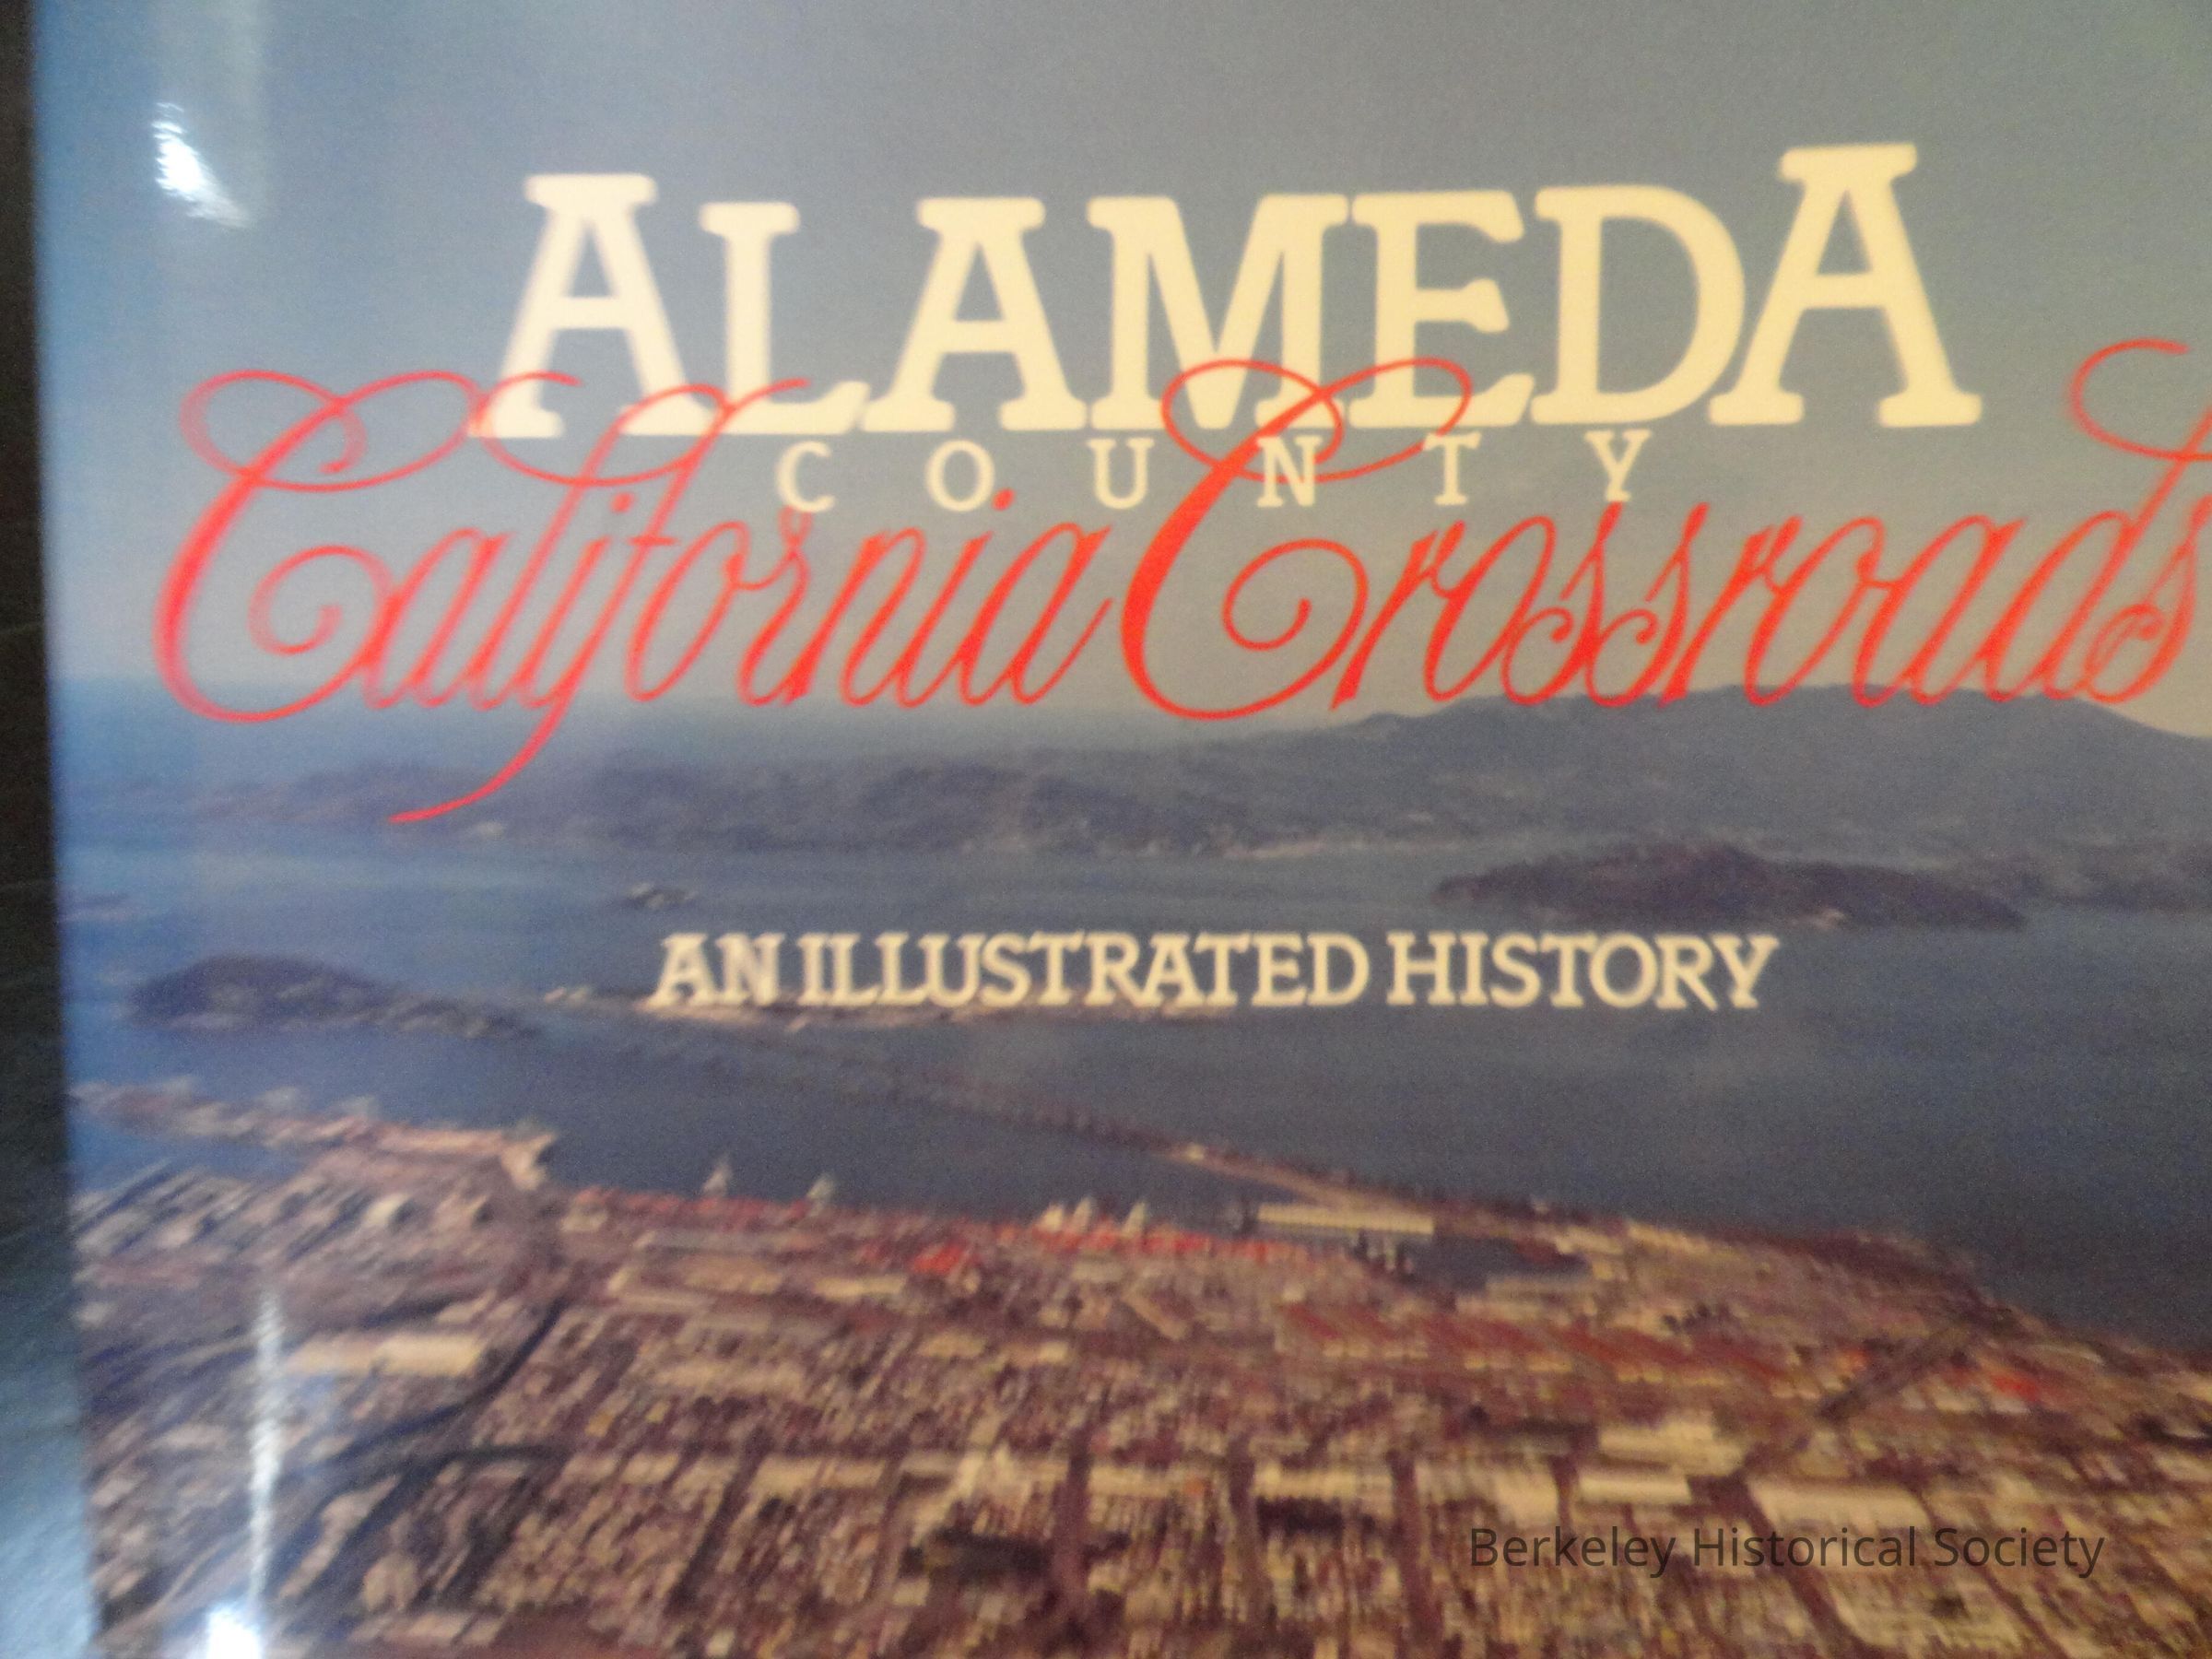 ALAMEDA
COUNTY
California Crossroads
AN ILLUSTRATED HISTORY
Berkeley Historical Society